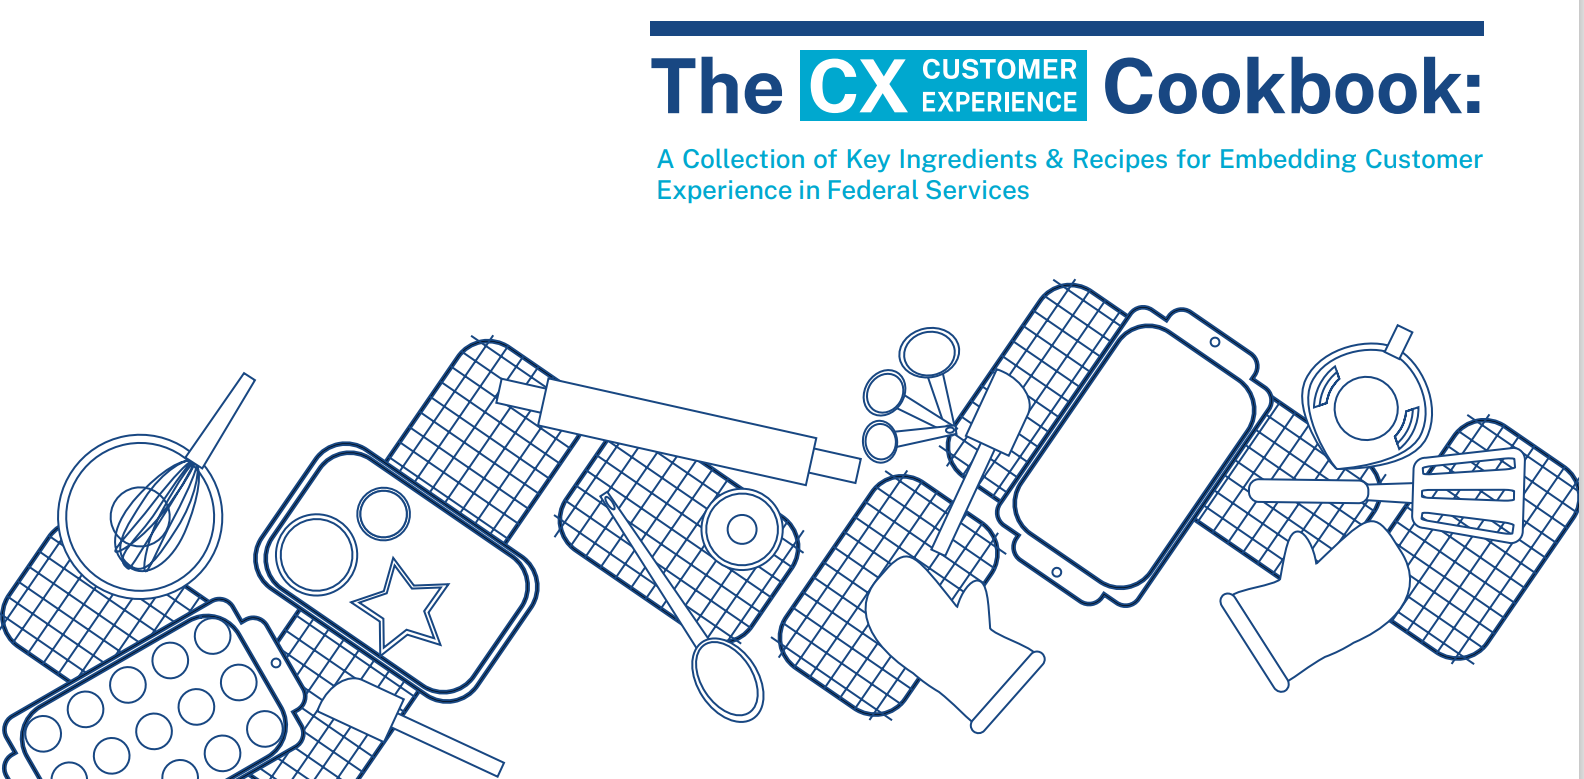 The CX CUSTOMER EXPERIENCE Cookbook:
A Collection of Key Ingredients & Recipes for Embedding Customer
Experience in Federal Services